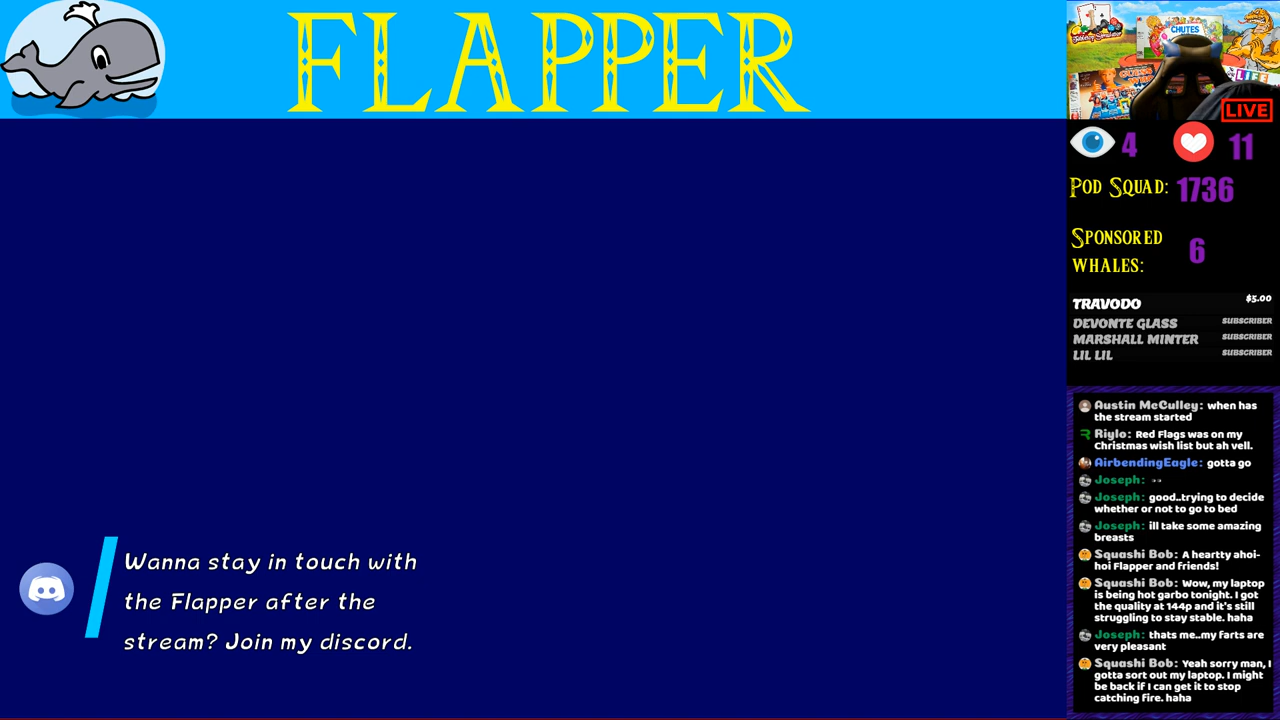 FLAPPER
CHUTES
GUESS WHO
LIFE
LIVE
4
11
Pod Squad: 1736
Sponsored
whales:
6
TRAVODO $5.00
DEVONTE GLASS SUBSCRIBER
MARSHALL MINTER SUBSCRIBER
LIL LIL SUBSCRIBER
Austin McCulley: when has
the stream started
Riylo: Red Flags was on my
Christmas wish list but ah vell.
AirbendingEagle: gotta go
Joseph:
Joseph: good..trying to decide
whether or not to go to bed
Joseph: ill take some amazing
breasts
Squashi Bob: A heartty ahoi-
hoi Flapper and friends!
Squashi Bob: Wow, my laptop
is being hot garbo tonight. I got
the quality at 144p and it's still
struggling to stay stable. haha
Joseph: thats me..my farts are
very pleasant
Squashi Bob: Yeah sorry man, I
gotta sort out my laptop. I might
be back if I can get it to stop
catching fire. haha
Wanna stay in touch with
the Flapper after the
stream? Join my discord.